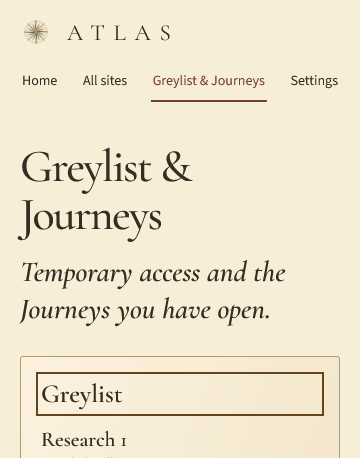 ATLAS
Home All sites Greylist & Journeys Settings
Greylist &
Journeys
Temporary access and the
Journeys you have open.
Greylist
Research 1